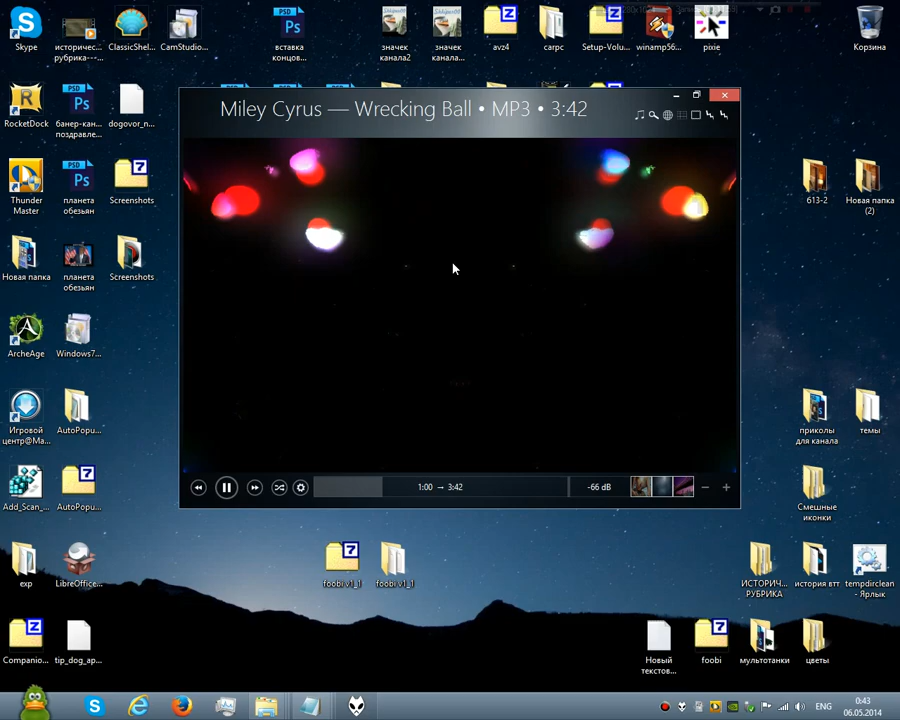 Skype
историчес...
рубрика---...
ClassicShel...
CamStudio...
вставка
концов...
значек
канала2
значек
канала...
avz4
carpc
Setup-Volu...
winamp56...
pixie
Корзина
RocketDock
банер-кан...
поздравле...
dogovor_n...
Miley Cyrus — Wrecking Ball • MP3 • 3:42
Thunder
Master
планета
обезьян
Screenshots
613-2
Новая папка
(2)
Новая папка
планета
обезьян
Screenshots
ArcheAge
Windows7...
Игровой
центр@Ma...
AutoPopu...
приколы
для канала
темы
Add_Scan_...
AutoPopu...
1:00 → 3:42
-66 dB
Смешные
иконки
exp
LibreOffice...
foobi v1_1
foobi v1_1
ИСТОРИЧ...
РУБРИКА
история втт
tempdirclean
- Ярлык
Companio...
tip_dog_ap...
Новый
текстов...
foobi
мультотанки
цветы
ENG
0:43
06.05.2014